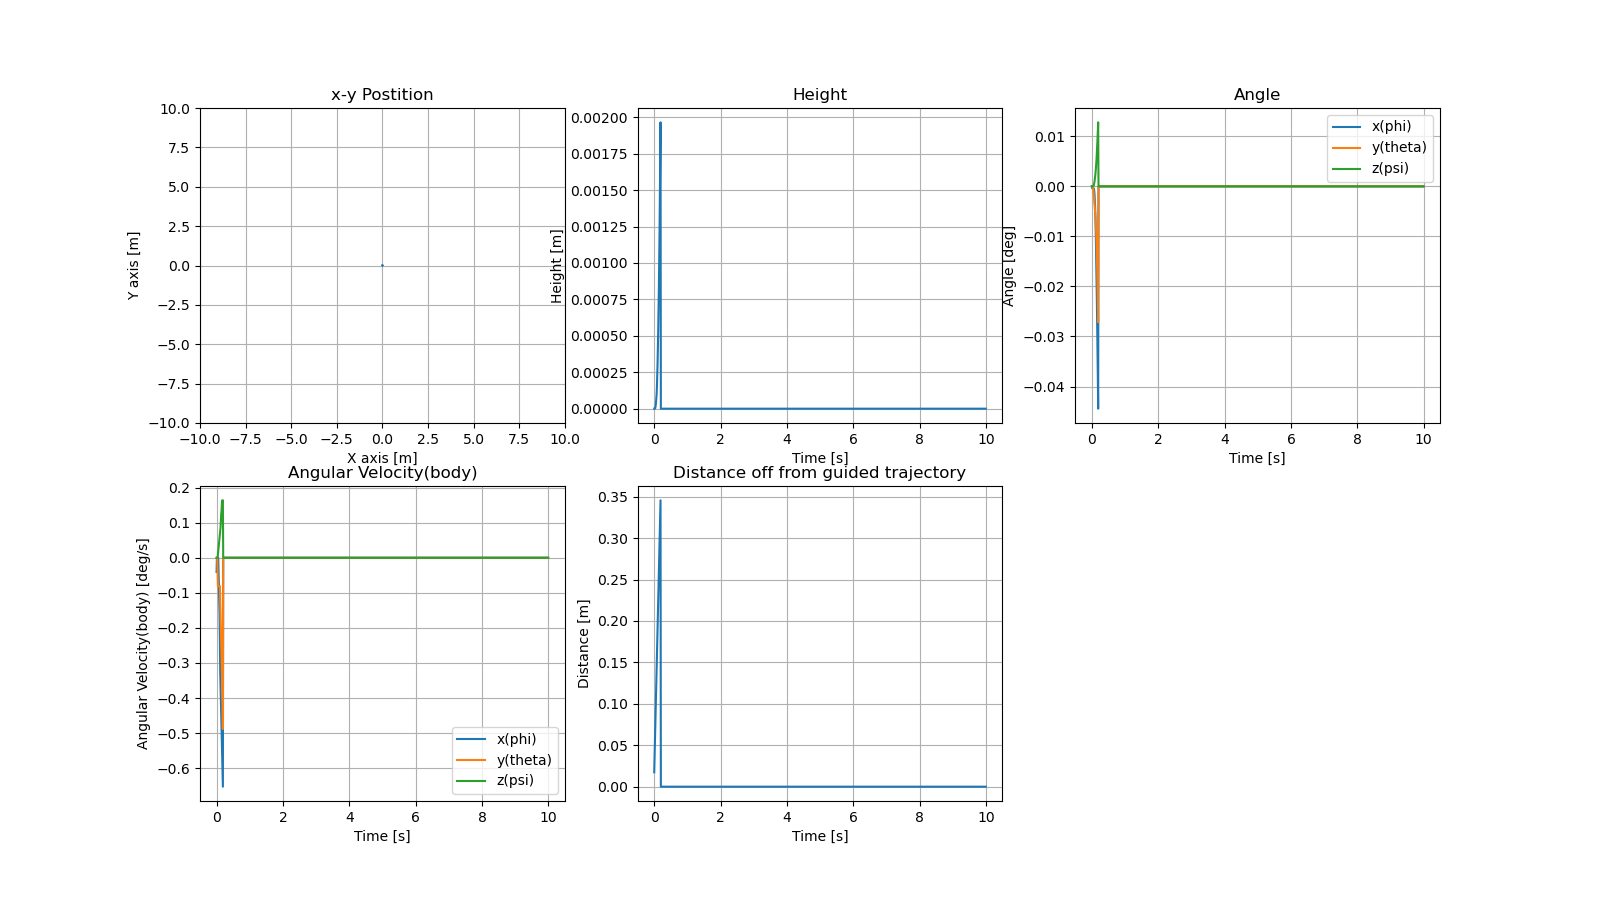 x-y Postition
10.0
7.5
5.0
2.5
0.0
−2.5
−5.0
−7.5
−10.0
Y axis [m]
−10.0 −7.5 −5.0 −2.5 0.0 2.5 5.0 7.5 10.0
X axis [m]
Height
0.00200
0.00175
0.00150
0.00125
0.00100
0.00075
0.00050
0.00025
0.00000
Height [m]
0 2 4 6 8 10
Time [s]
Angle
0.01
0.00
−0.01
−0.02
−0.03
−0.04
Angle [deg]
x(phi)
y(theta)
z(psi)
0 2 4 6 8 10
Time [s]
Angular Velocity(body)
0.2
0.1
0.0
−0.1
−0.2
−0.3
−0.4
−0.5
−0.6
Angular Velocity(body) [deg/s]
x(phi)
y(theta)
z(psi)
0 2 4 6 8 10
Time [s]
Distance off from guided trajectory
0.35
0.30
0.25
0.20
0.15
0.10
0.05
0.00
Distance [m]
0 2 4 6 8 10
Time [s]